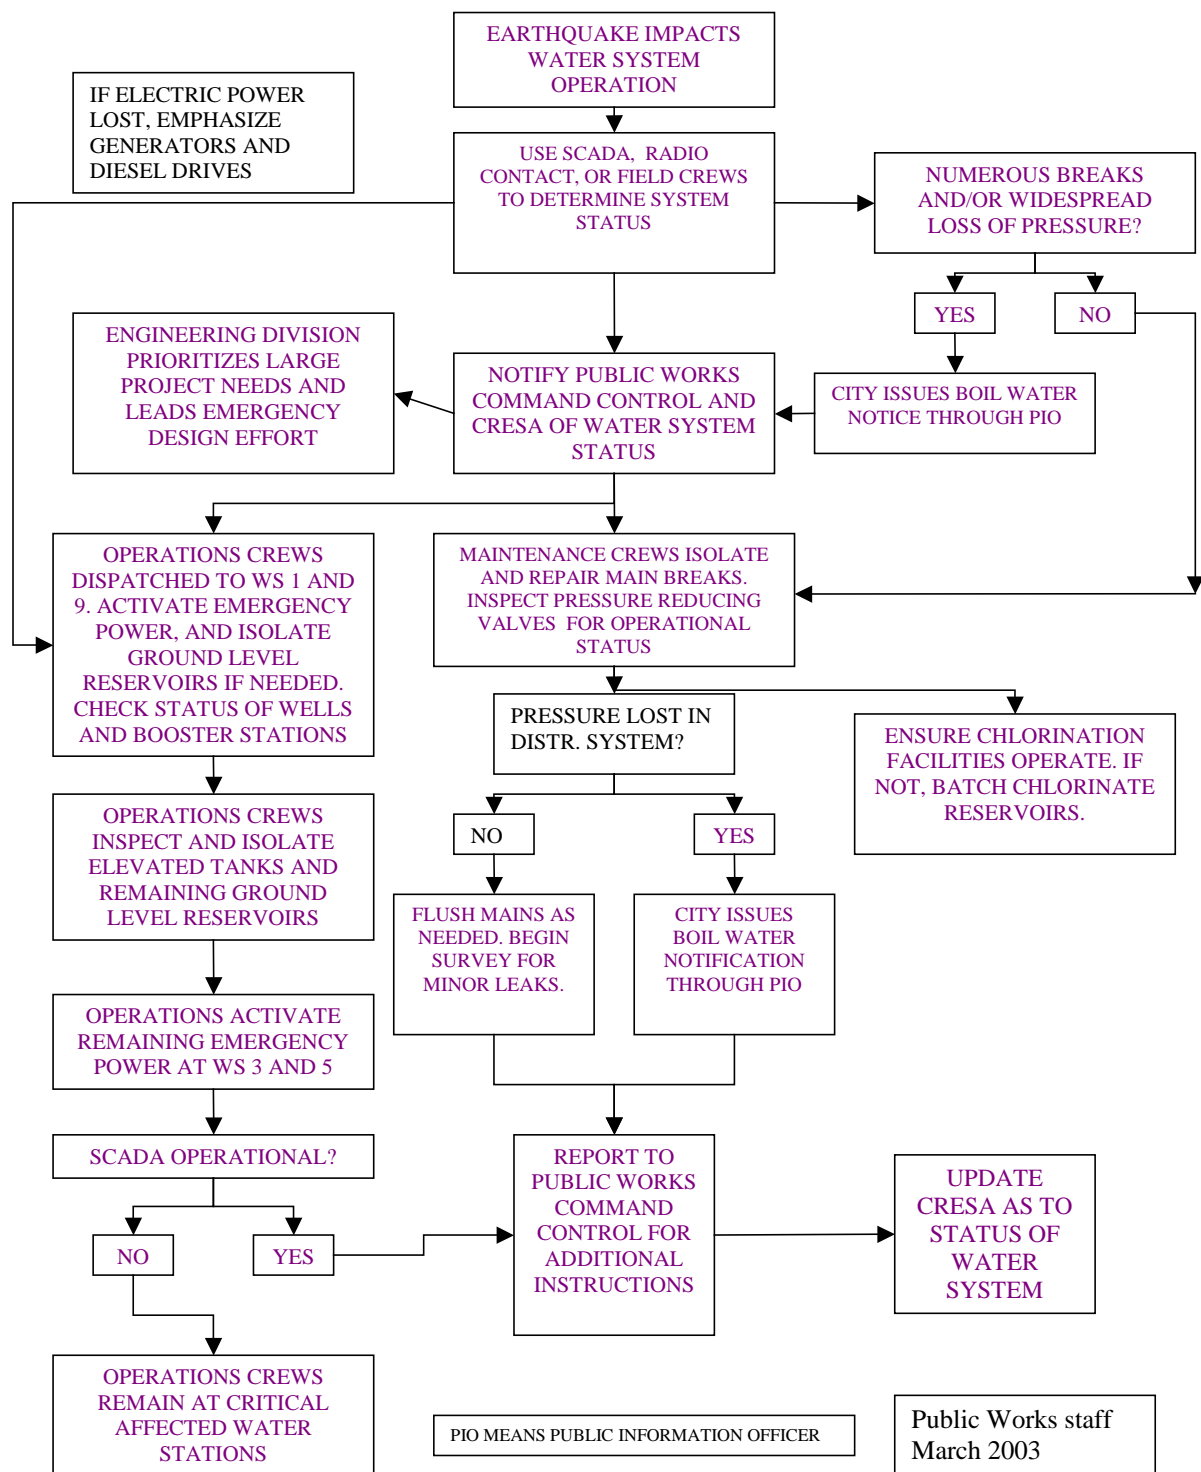 EARTHQUAKE IMPACTS
WATER SYSTEM
OPERATION
IF ELECTRIC POWER
LOST, EMPHASIZE
GENERATORS AND
DIESEL DRIVES
USE SCADA, RADIO
CONTACT, OR FIELD CREWS
TO DETERMINE SYSTEM
STATUS
NUMEROUS BREAKS
AND/OR WIDESPREAD
LOSS OF PRESSURE?
YES
NO
ENGINEERING DIVISION
PRIORITIZES LARGE
PROJECT NEEDS AND
LEADS EMERGENCY
DESIGN EFFORT
NOTIFY PUBLIC WORKS
COMMAND CONTROL AND
CRESA OF WATER SYSTEM
STATUS
CITY ISSUES BOIL WATER
NOTICE THROUGH PIO
OPERATIONS CREWS
DISPATCHED TO WS 1 AND
9. ACTIVATE EMERGENCY
POWER, AND ISOLATE
GROUND LEVEL
RESERVOIRS IF NEEDED.
CHECK STATUS OF WELLS
AND BOOSTER STATIONS
MAINTENANCE CREWS ISOLATE
AND REPAIR MAIN BREAKS.
INSPECT PRESSURE REDUCING
VALVES FOR OPERATIONAL
STATUS
PRESSURE LOST IN
DISTR. SYSTEM?
ENSURE CHLORINATION
FACILITIES OPERATE. IF
NOT, BATCH CHLORINATE
RESERVOIRS.
OPERATIONS CREWS
INSPECT AND ISOLATE
ELEVATED TANKS AND
REMAINING GROUND
LEVEL RESERVOIRS
NO
YES
FLUSH MAINS AS
NEEDED. BEGIN
SURVEY FOR
MINOR LEAKS.
CITY ISSUES
BOIL WATER
NOTIFICATION
THROUGH PIO
OPERATIONS ACTIVATE
REMAINING EMERGENCY
POWER AT WS 3 AND 5
SCADA OPERATIONAL?
NO
YES
REPORT TO
PUBLIC WORKS
COMMAND
CONTROL FOR
ADDITIONAL
INSTRUCTIONS
UPDATE
CRESA AS TO
STATUS OF
WATER
SYSTEM
OPERATIONS CREWS
REMAIN AT CRITICAL
AFFECTED WATER
STATIONS
PIO MEANS PUBLIC INFORMATION OFFICER
Public Works staff
March 2003